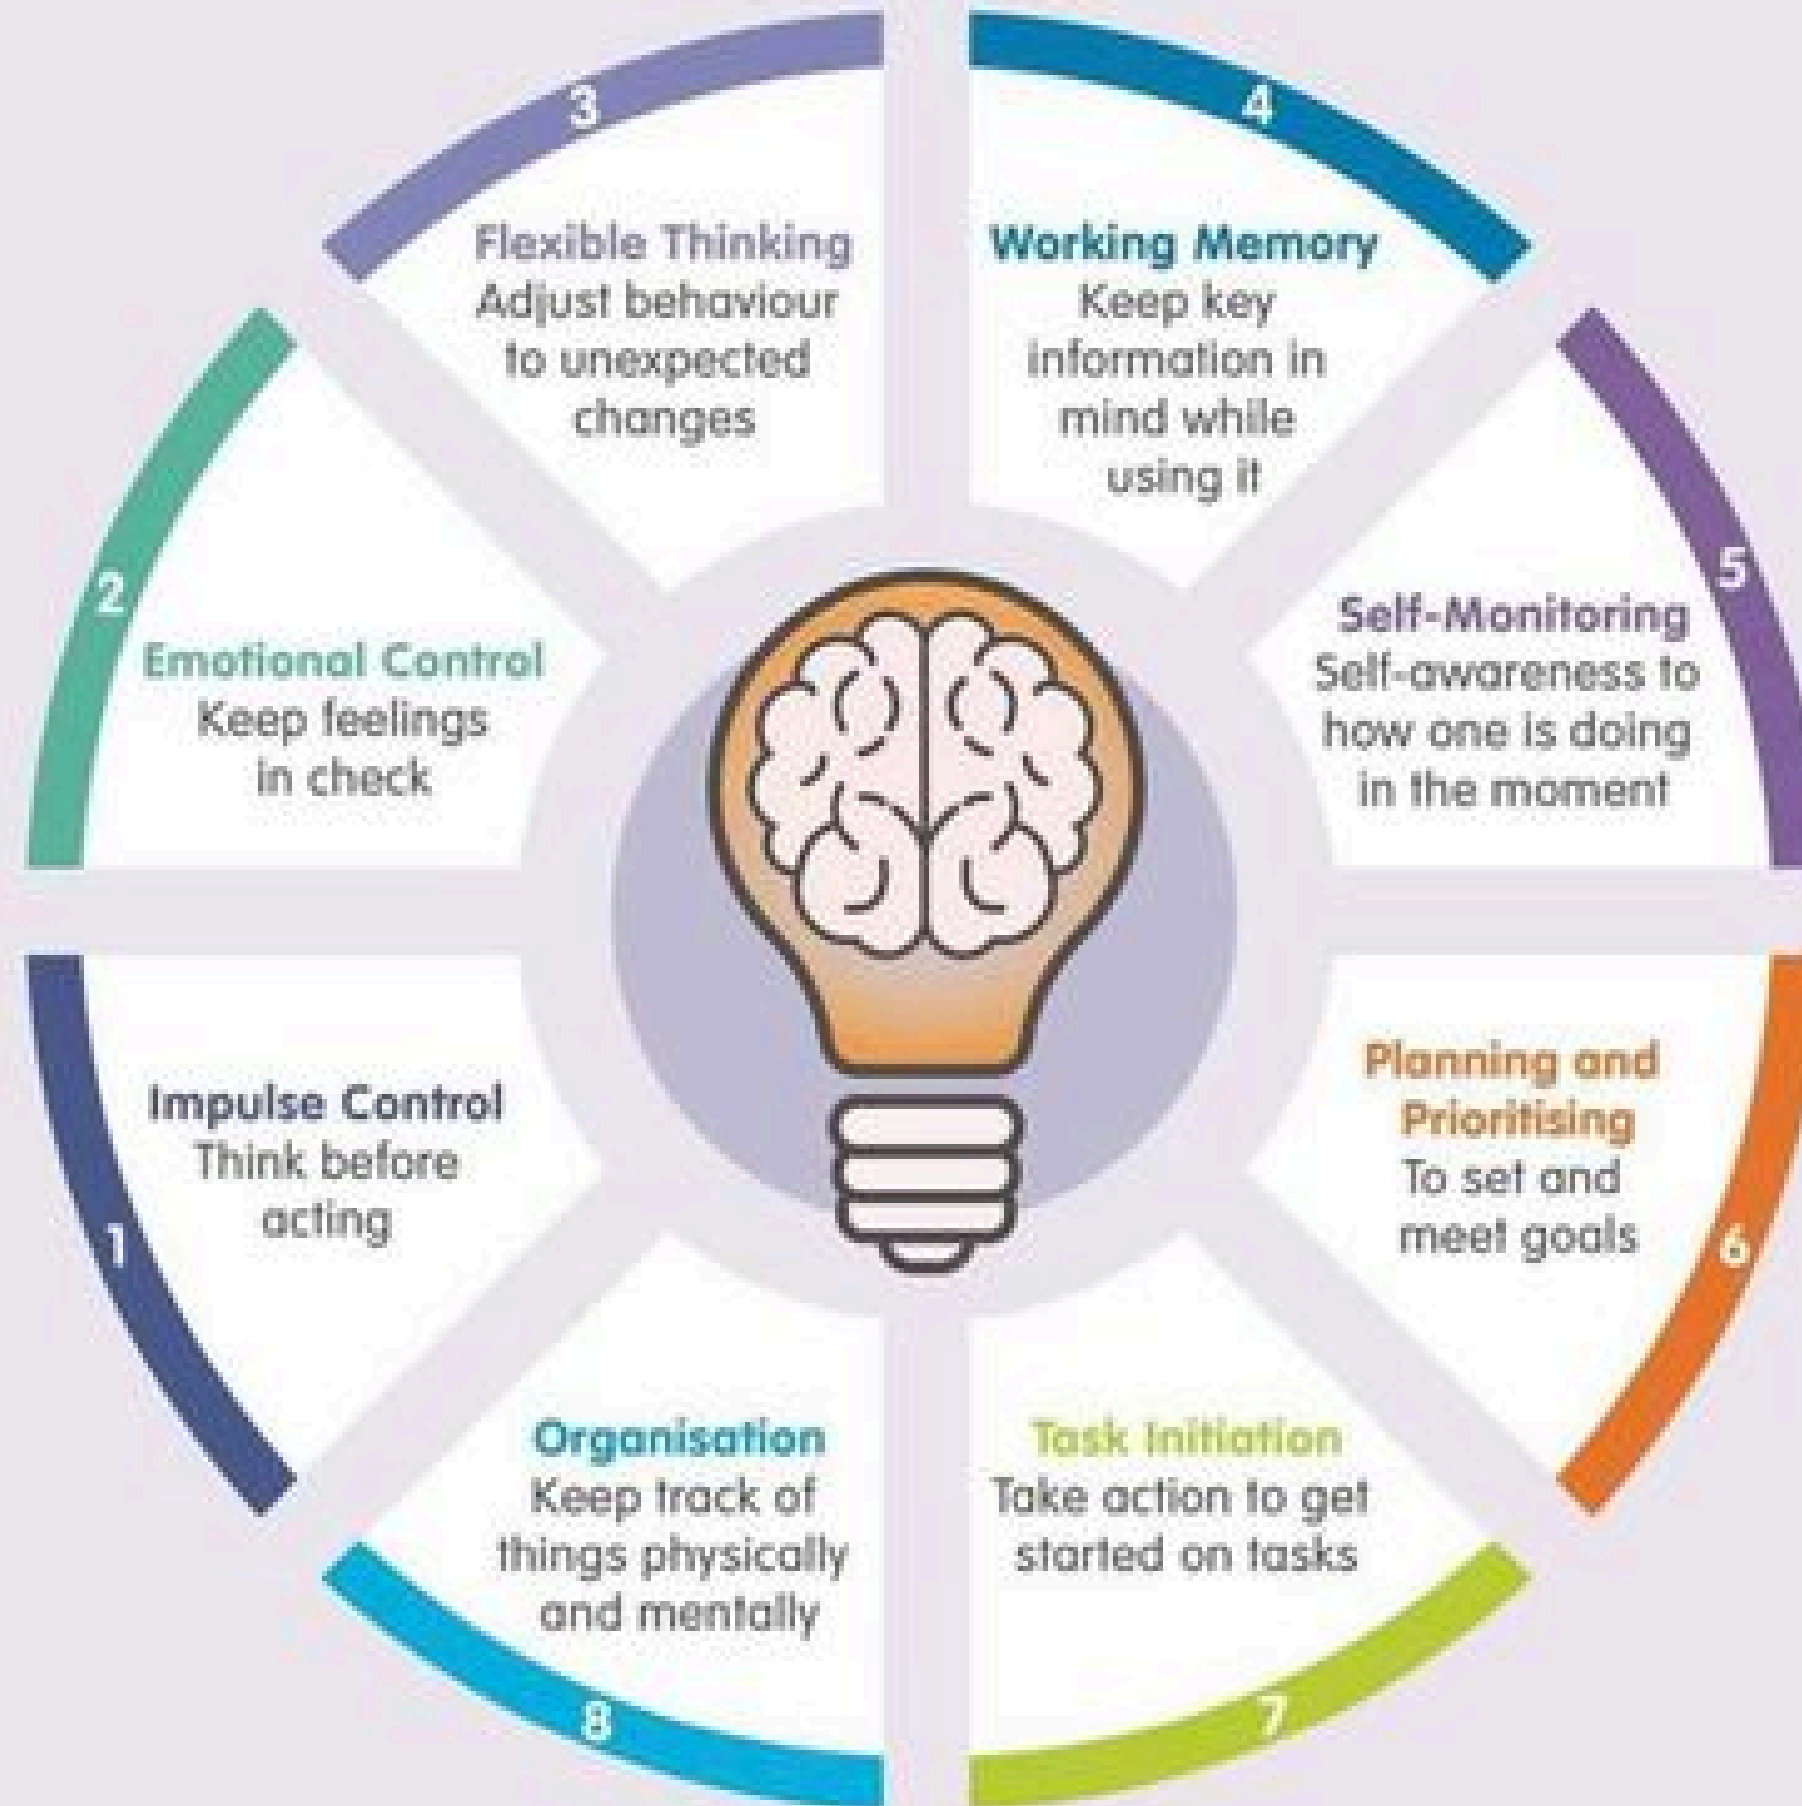 1
Impulse Control
Think before
acting
2
Emotional Control
Keep feelings
in check
3
Flexible Thinking
Adjust behaviour
to unexpected
changes
4
Working Memory
Keep key
information in
mind while
using it
5
Self-Monitoring
Self-awareness to
how one is doing
in the moment
6
Planning and
Prioritising
To set and
meet goals
7
Task Initiation
Take action to get
started on tasks
8
Organisation
Keep track of
things physically
and mentally